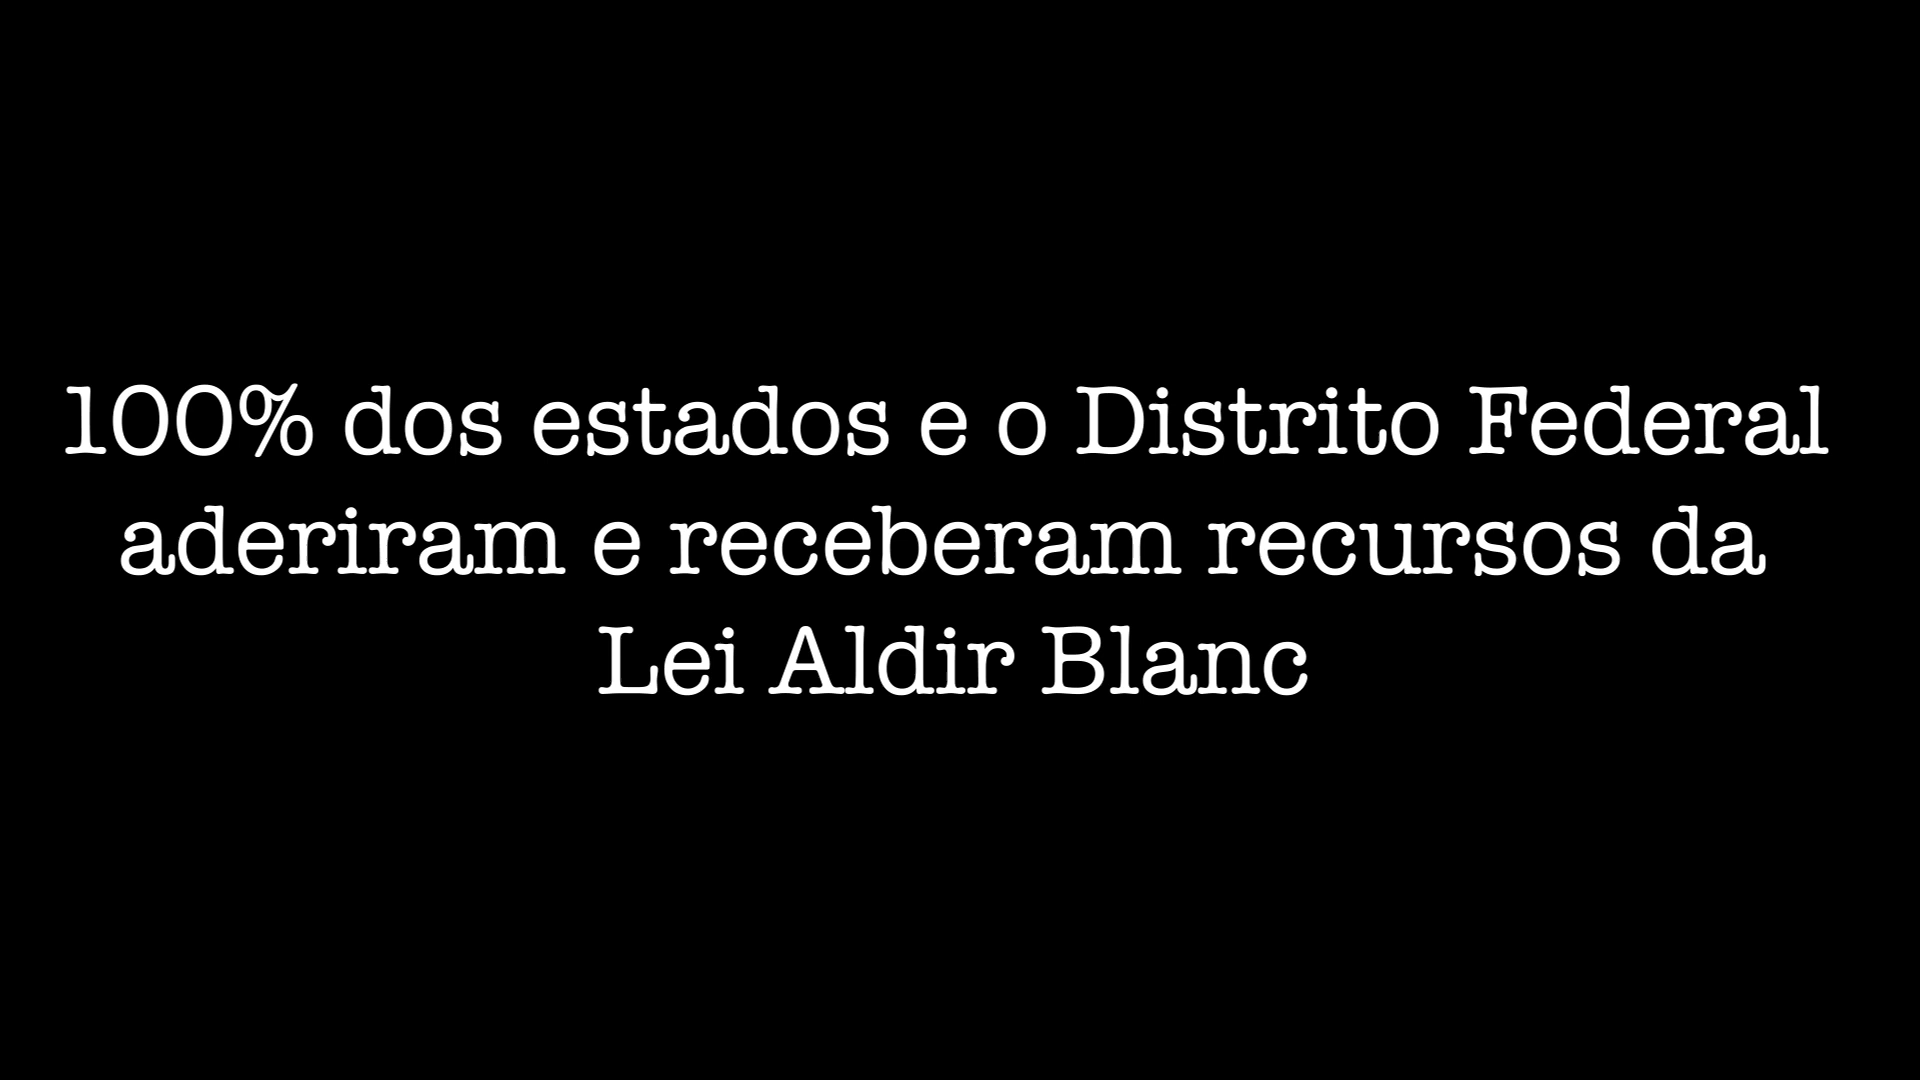 100% dos estados e o Distrito Federal
aderiram e receberam recursos da
Lei Aldir Blanc